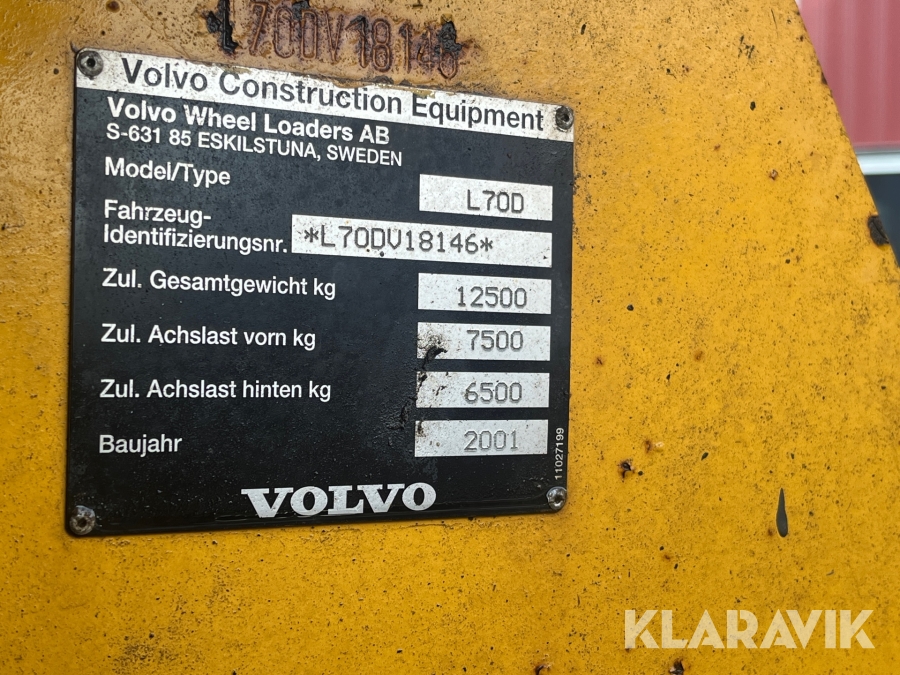 L70DV18146
Volvo Construction Equipment
Volvo Wheel Loaders AB
S-631 85 ESKILSTUNA, SWEDEN
Model/Type L70D
Fahrzeug-
Identifizierungsnr. *L70DV18146*
Zul. Gesamtgewicht kg 12500
Zul. Achslast vorn kg 7500
Zul. Achslast hinten kg 6500
Baujahr 2001
11027199
VOLVO
KLARAVIK